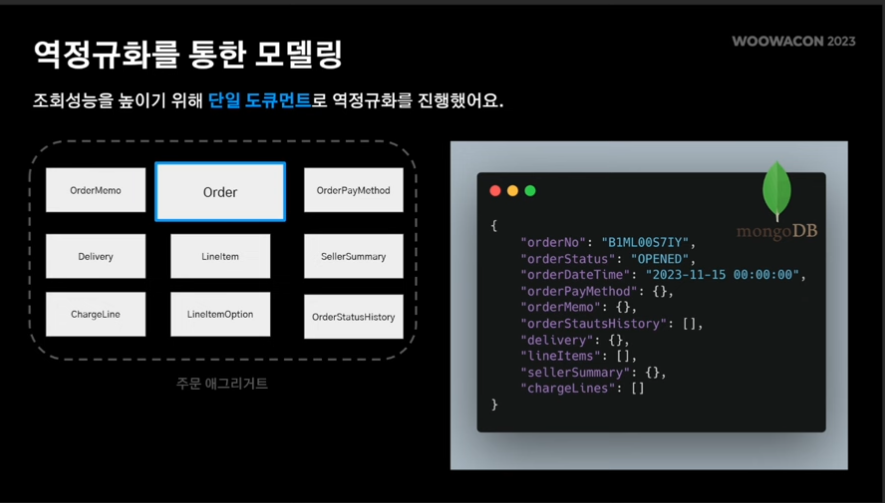 역정규화를 통한 모델링
WOOWACON 2023
조회성능을 높이기 위해 단일 도큐먼트로 역정규화를 진행했어요.
OrderMemo
Order
OrderPayMethod
Delivery
LineItem
SellerSummary
ChargeLine
LineItemOption
OrderStatusHistory
주문 애그리거트
mongoDB
{
"orderNo": "B1ML00S7IY",
"orderStatus": "OPENED",
"orderDateTime": "2023-11-15 00:00:00",
"orderPayMethod": {},
"orderMemo": {},
"orderStautsHistory": [],
"delivery": {},
"lineItems": [],
"sellerSummary": {},
"chargeLines": []
}